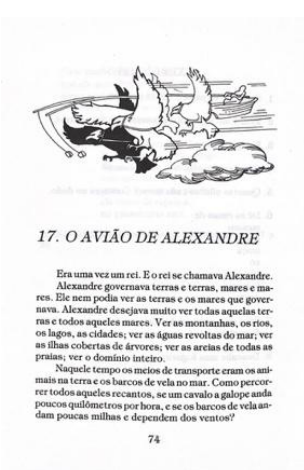 17. O AVIÃO DE ALEXANDRE
Era uma vez um rei. E o rei se chamava Alexandre.
Alexandre governava terras e terras, mares e ma-
res. Ele nem podia ver as terras e os mares que gover-
nava. Alexandre desejava muito ver todas aquelas ter-
ras e todos aqueles mares. Ver as montanhas, os rios,
os lagos, as cidades; ver as águas revoltas do mar; ver
as ilhas cobertas de árvores; ver as areias de todas as
praias; ver o domínio inteiro.
Naquele tempo os meios de transporte eram os ani-
mais na terra e os barcos de vela no mar. Como percor-
rer todos aqueles recantos, se um cavalo a galope anda
poucos quilômetros por hora, e se os barcos de vela an-
dam poucas milhas e dependem dos ventos?
74